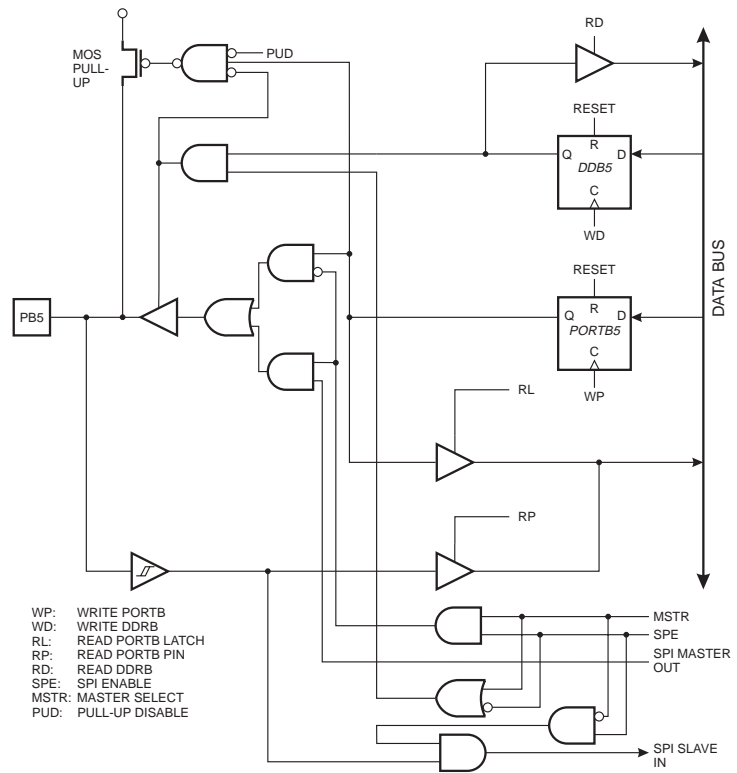 RD
MOS
PULL-
UP
PUD
RESET
R
Q
D
DDB5
C
WD
RESET
R
Q
D
PORTB5
C
WP
PB5
DATA BUS
RL
RP
WP: WRITE PORTB
WD: WRITE DDRB
RL: READ PORTB LATCH
RP: READ PORTB PIN
RD: READ DDRB
SPE: SPI ENABLE
MSTR: MASTER SELECT
PUD: PULL-UP DISABLE
MSTR
SPE
SPI MASTER
OUT
SPI SLAVE
IN